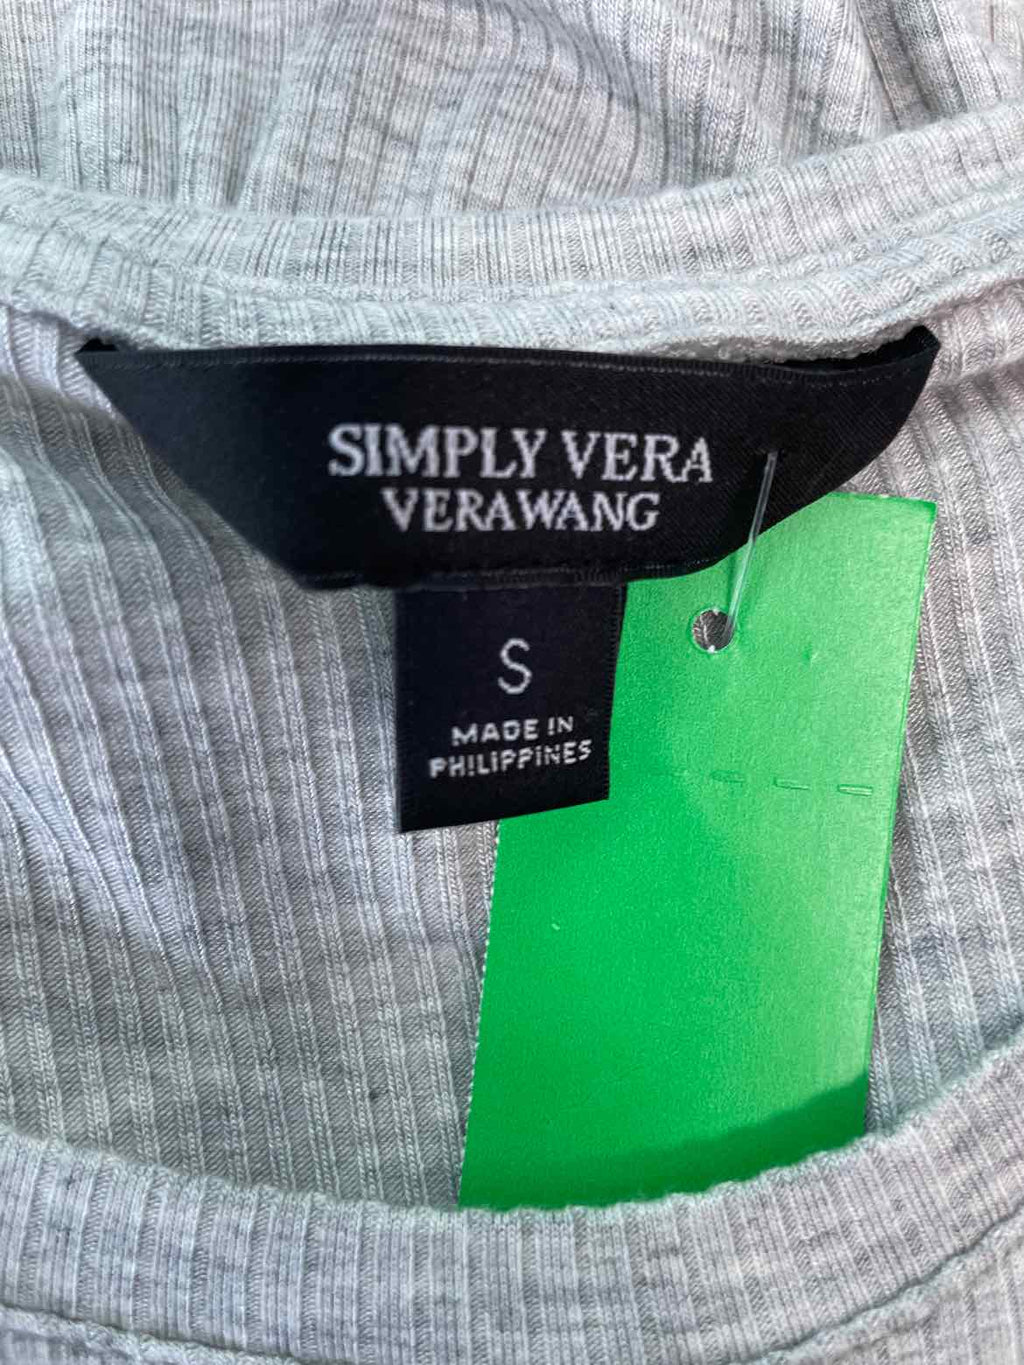 SIMPLY VERA
VERAWANG
S
MADE IN
PHILIPPINES